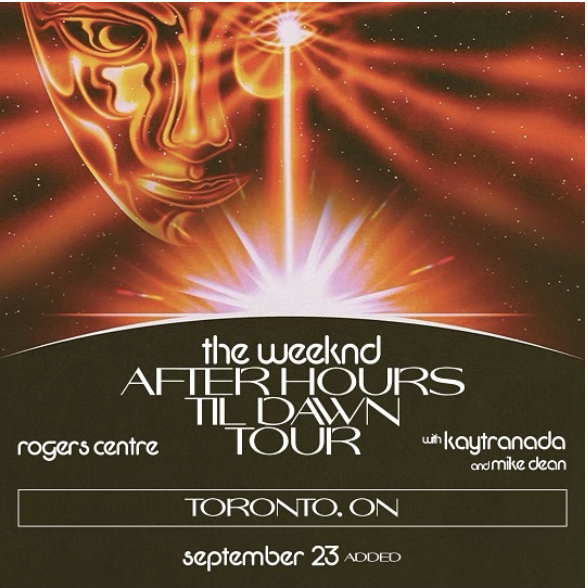 the weeknd
AFTER HOURS
TIL DAWN
TOUR
rogers centre
with kaytranada
and mike dean
TORONTO, ON
september 23 ADDED